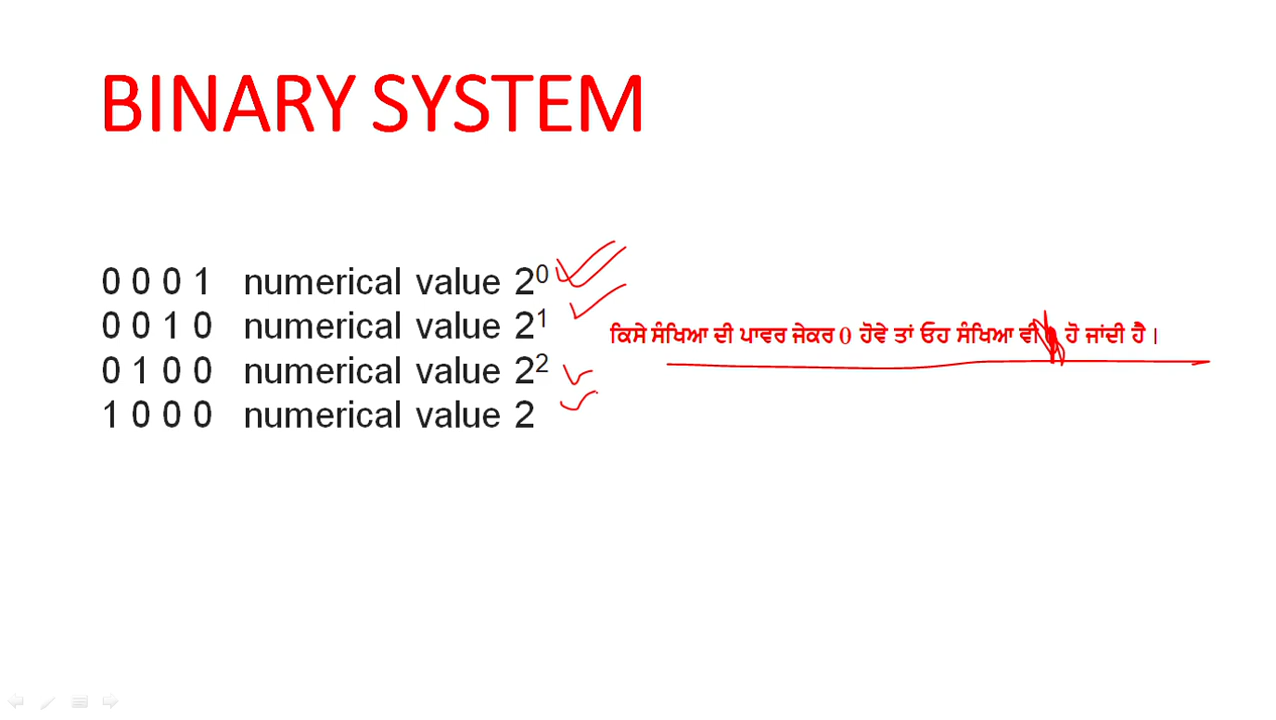 BINARY SYSTEM
0 0 0 1 numerical value 2⁰
0 0 1 0 numerical value 2¹
ਕਿਸੇ ਸੰਖਿਆ ਦੀ ਪਾਵਰ ਜੇਕਰ 0 ਹੋਵੇ ਤਾਂ ਓਹ ਸੰਖਿਆ ਵੀ ਹੋ ਜਾਂਦੀ ਹੈ।
0 1 0 0 numerical value 2²
1 0 0 0 numerical value 2